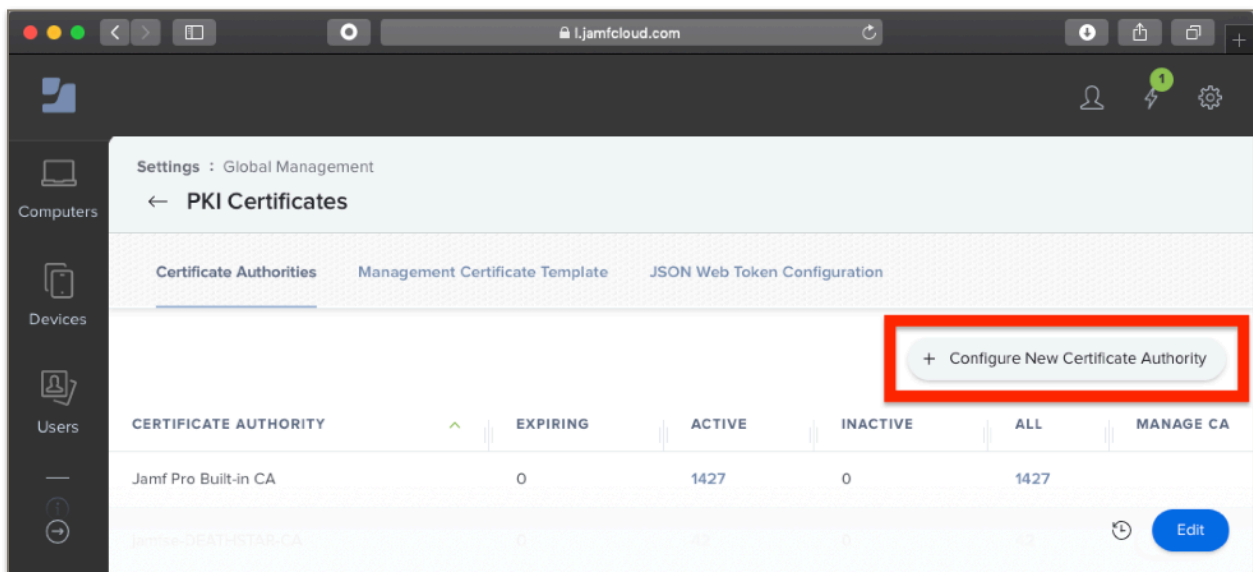 l.jamfcloud.com
1
Settings : Global Management
← PKI Certificates
Computers
Certificate Authorities Management Certificate Template JSON Web Token Configuration
Devices
+ Configure New Certificate Authority
Users
CERTIFICATE AUTHORITY EXPIRING ACTIVE INACTIVE ALL MANAGE CA
Jamf Pro Built-in CA 0 1427 0 1427
Edit